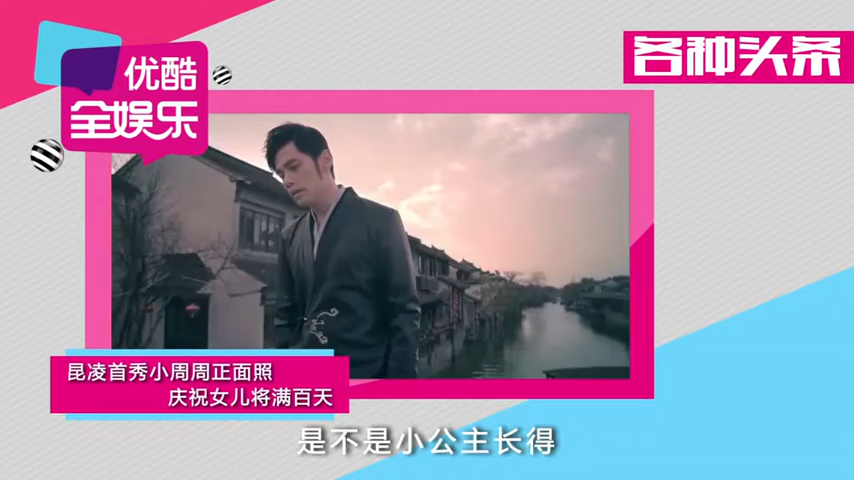 优酷
全娱乐
各种头条
昆凌首秀小周周正面照
庆祝女儿将满百天
是不是小公主长得